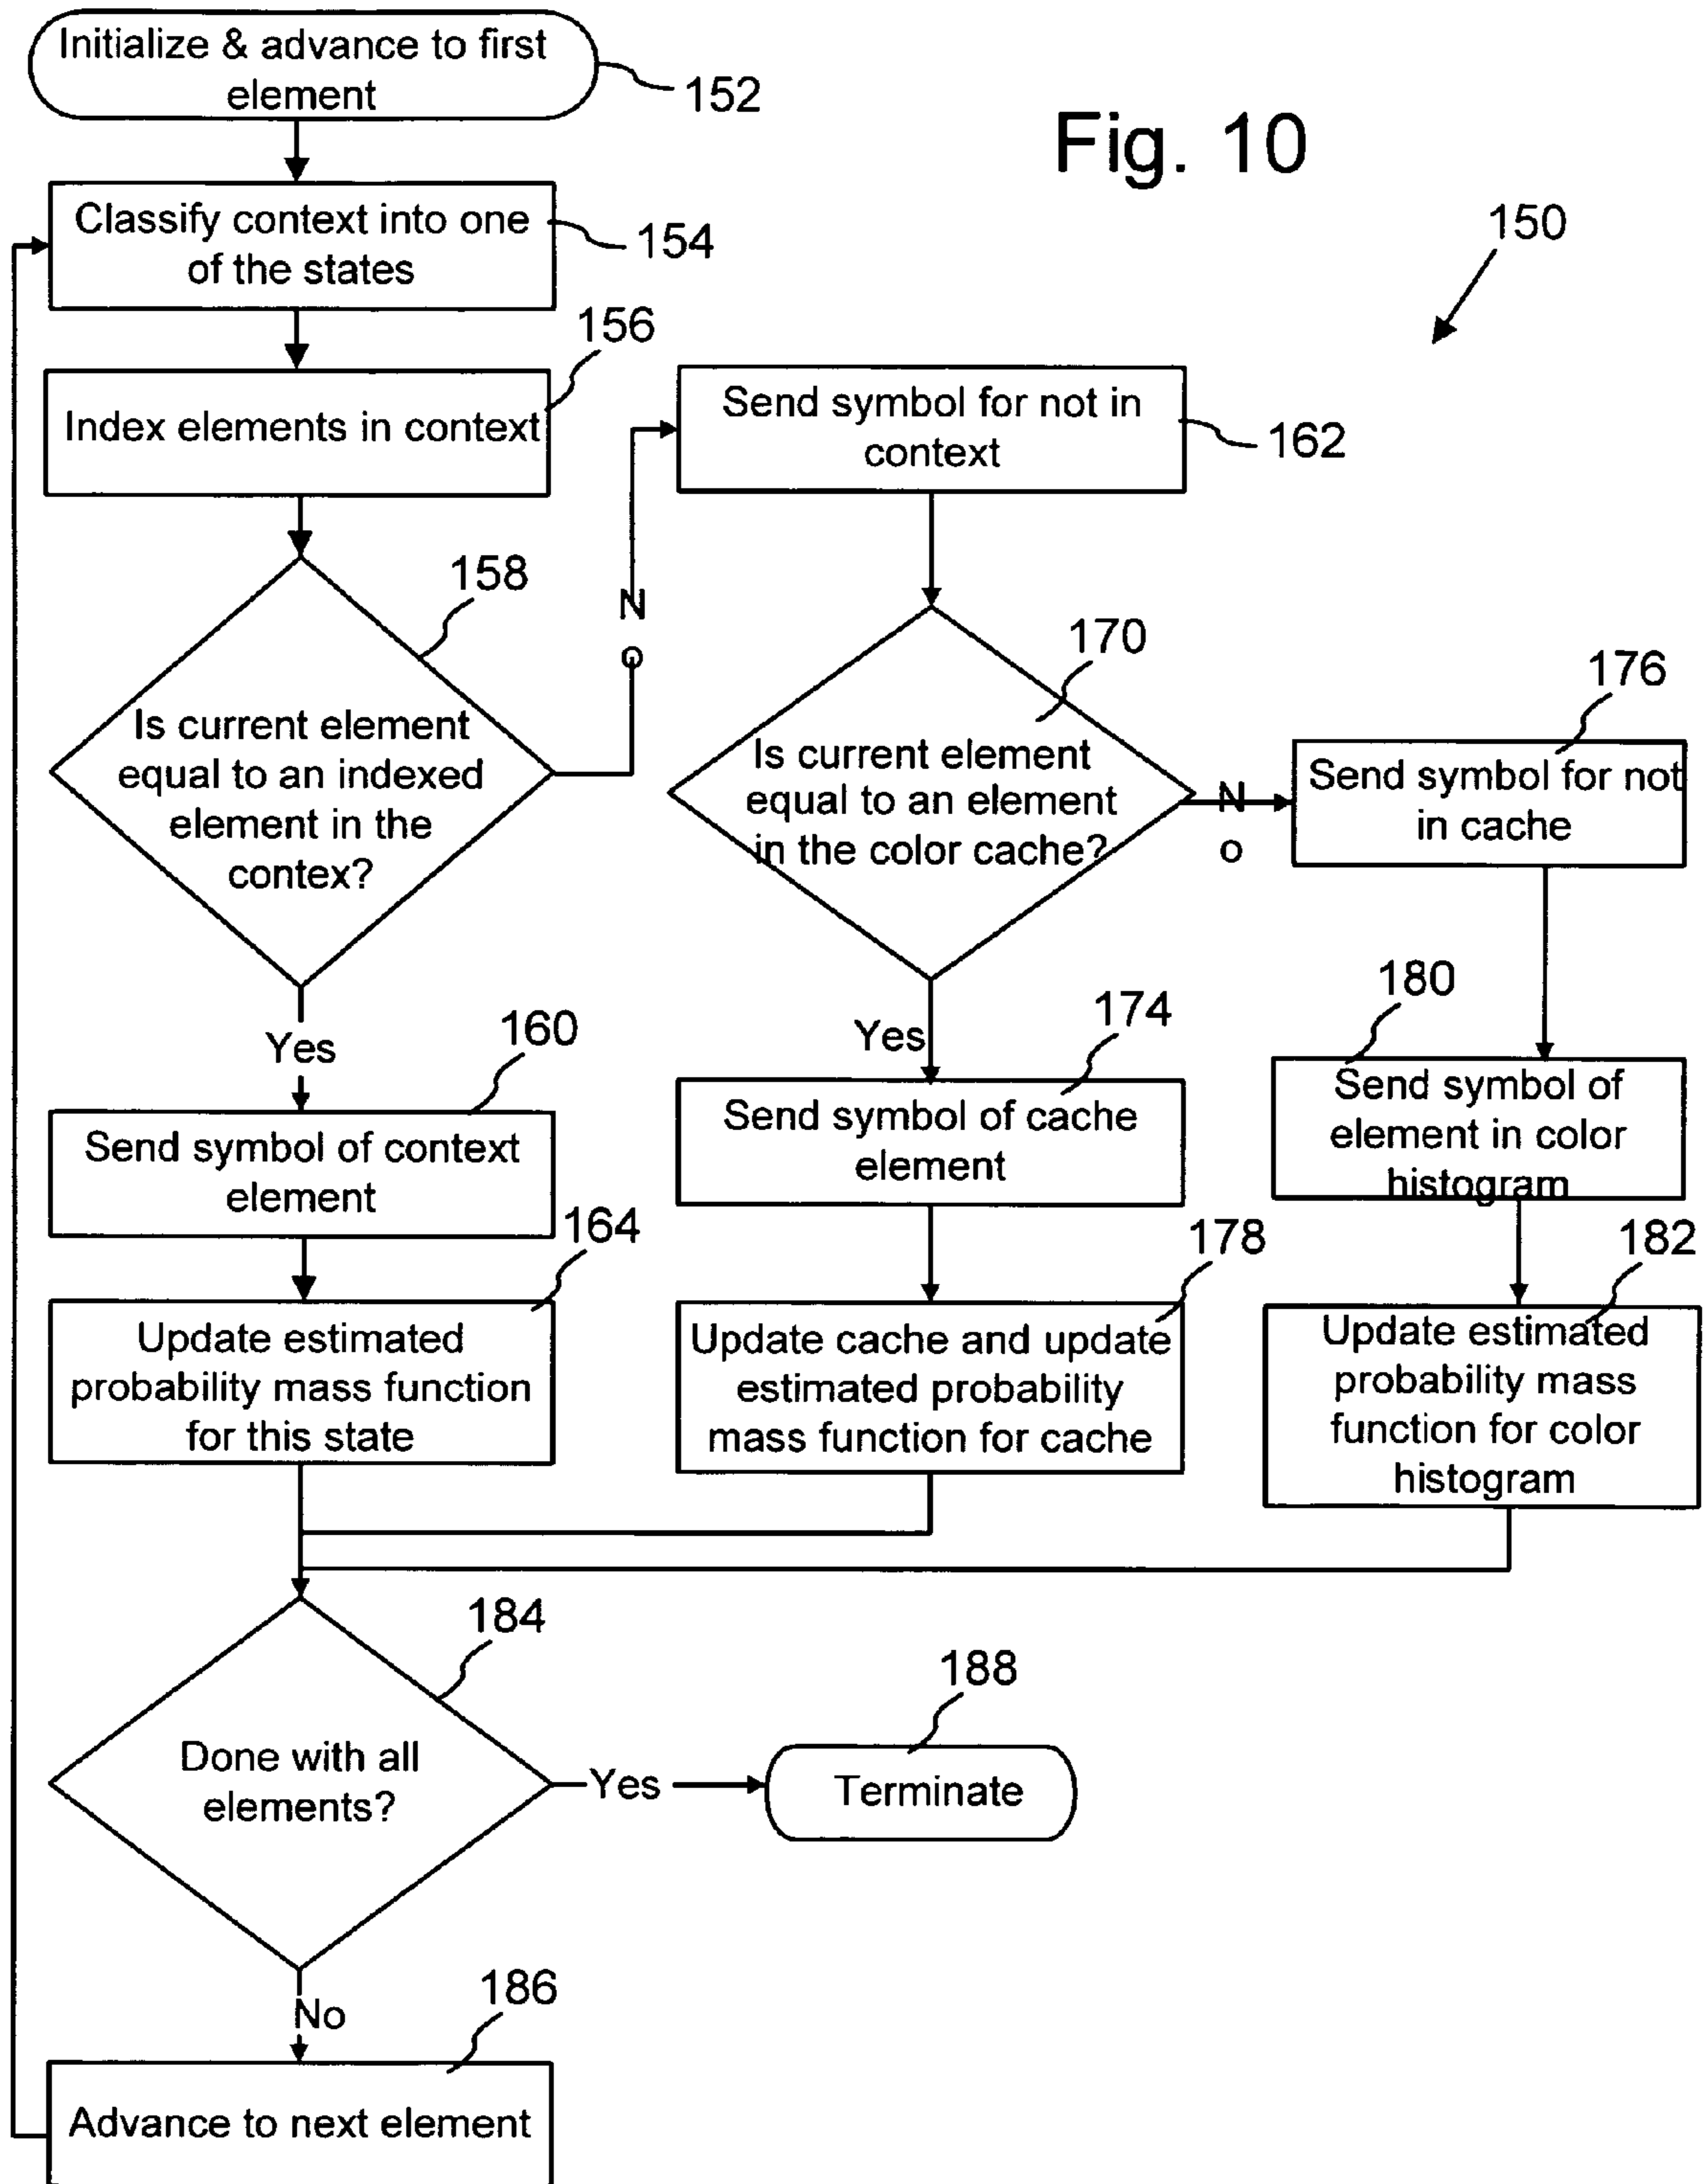 Initialize & advance to first
element
152
Fig. 10
150
Classify context into one
of the states
154
156
Index elements in context
Send symbol for not in
context
162
158
N
o
Is current element
equal to an indexed
element in the
contex?
170
Is current element
equal to an element
in the color cache?
N
o
176
Send symbol for not
in cache
Yes
160
Send symbol of context
element
Yes
174
Send symbol of cache
element
180
Send symbol of
element in color
histogram
164
Update estimated
probability mass function
for this state
178
Update cache and update
estimated probability
mass function for cache
182
Update estimated
probability mass
function for color
histogram
184
Done with all
elements?
Yes
188
Terminate
No
186
Advance to next element